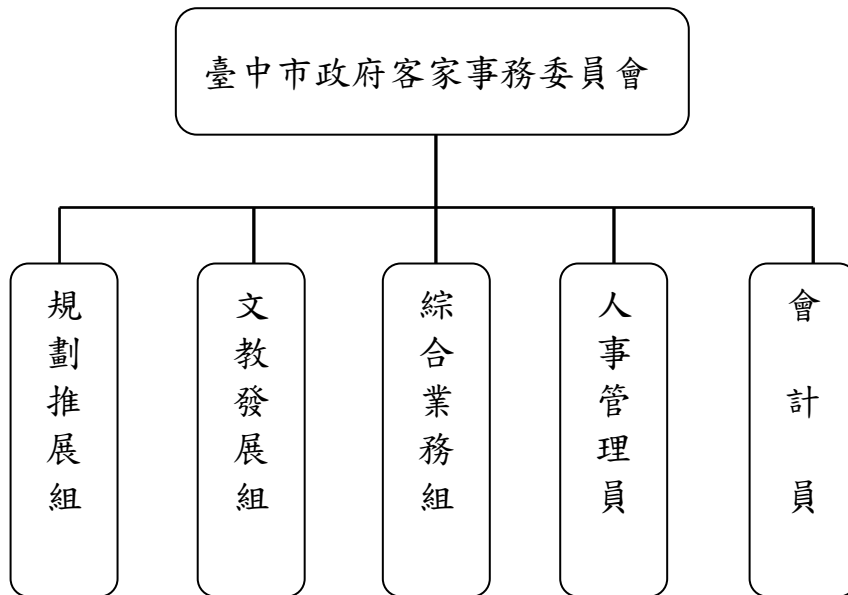 臺中市政府客家事務委員會
規劃推展組
文教發展組
綜合業務組
人事管理員
會計員